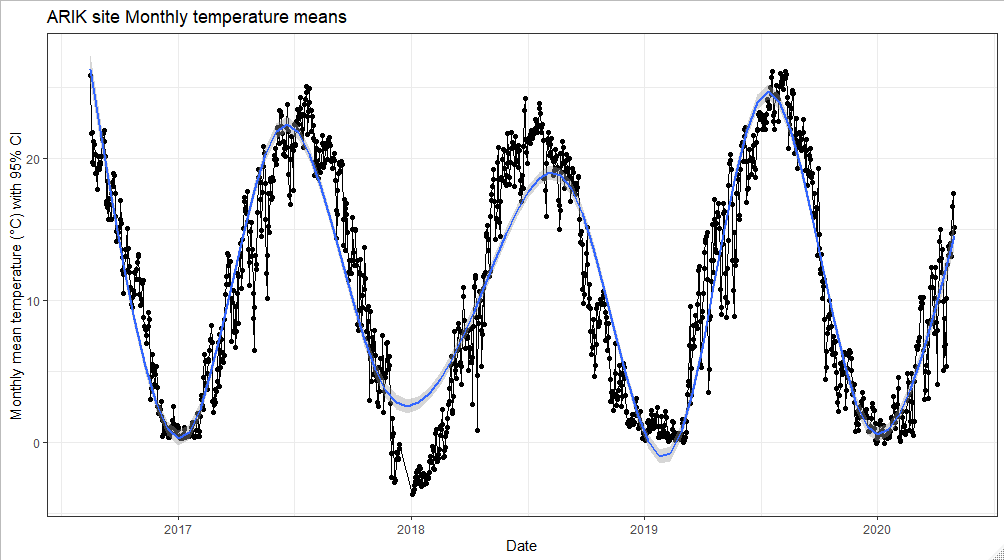 ARIK site Monthly temperature means
Monthly mean temperature (°C) with 95% CI
20
10
0
2017
2018
2019
2020
Date